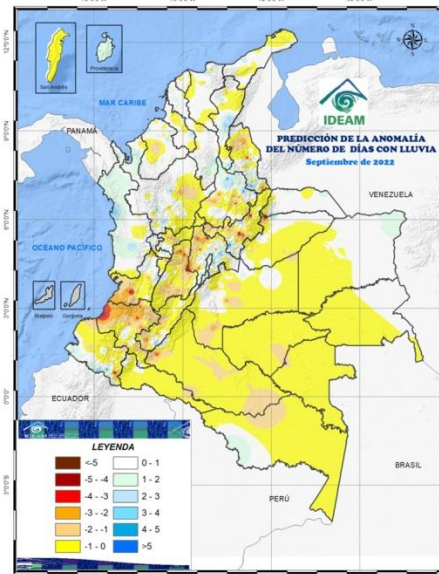 San Andrés
Providencia
MAR CARIBE
PANAMÁ
IDEAM
PREDICCIÓN DE LA ANOMALÍA
DEL NÚMERO DE DÍAS CON LLUVIA
Septiembre de 2022
VENEZUELA
OCÉANO PACÍFICO
Malpelo
Gorgona
ECUADOR
BRASIL
PERÚ
LEYENDA
<-5 0 - 1
-5 - -4 1 - 2
-4 - -3 2 - 3
-3 - -2 3 - 4
-2 - -1 4 - 5
-1 - 0 >5